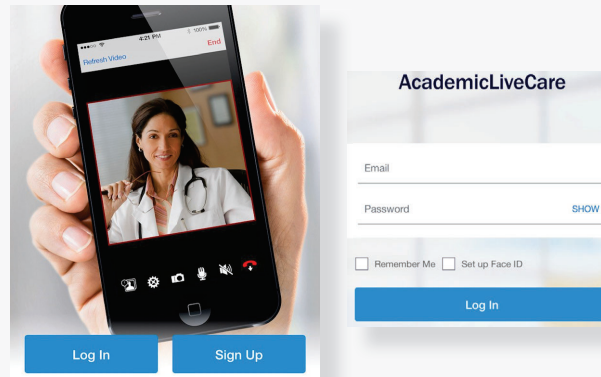 4:21 PM
100%
Refresh Video
End
Log In
Sign Up
AcademicLiveCare
Email
Password
SHOW
Remember Me
Set up Face ID
Log In